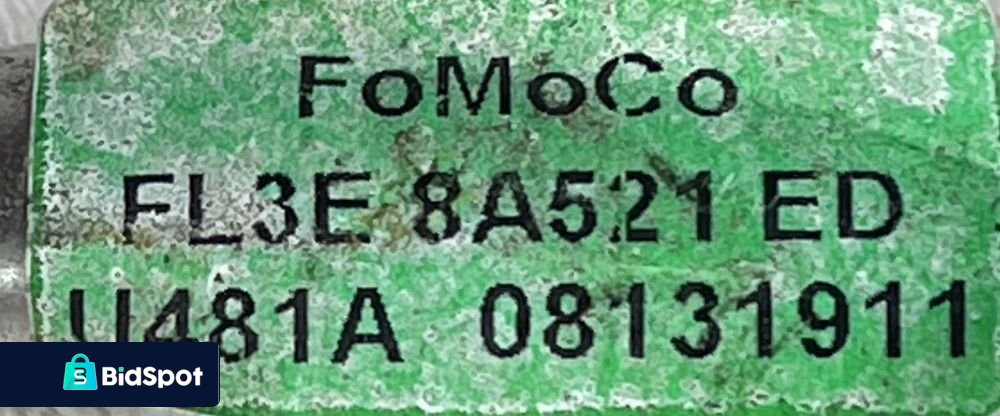 FoMoCo
FL3E 8A521 ED
U481A 08131911
BidSpot